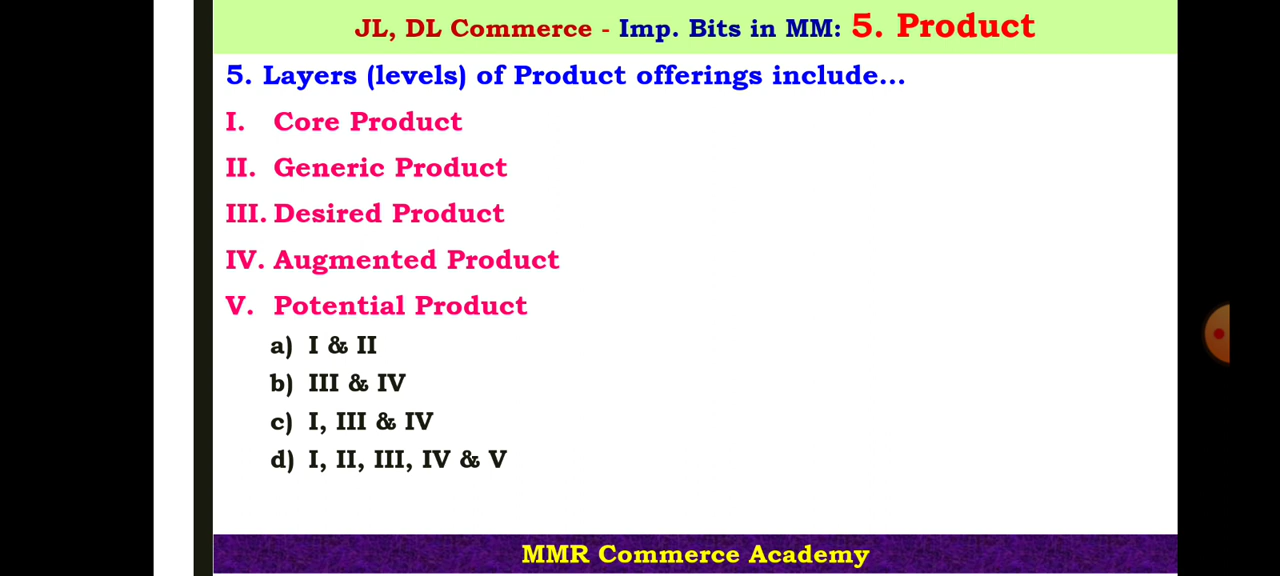 JL, DL Commerce - Imp. Bits in MM: 5. Product
5. Layers (levels) of Product offerings include...
I. Core Product
II. Generic Product
III. Desired Product
IV. Augmented Product
V. Potential Product
a) I & II
b) III & IV
c) I, III & IV
d) I, II, III, IV & V
MMR Commerce Academy